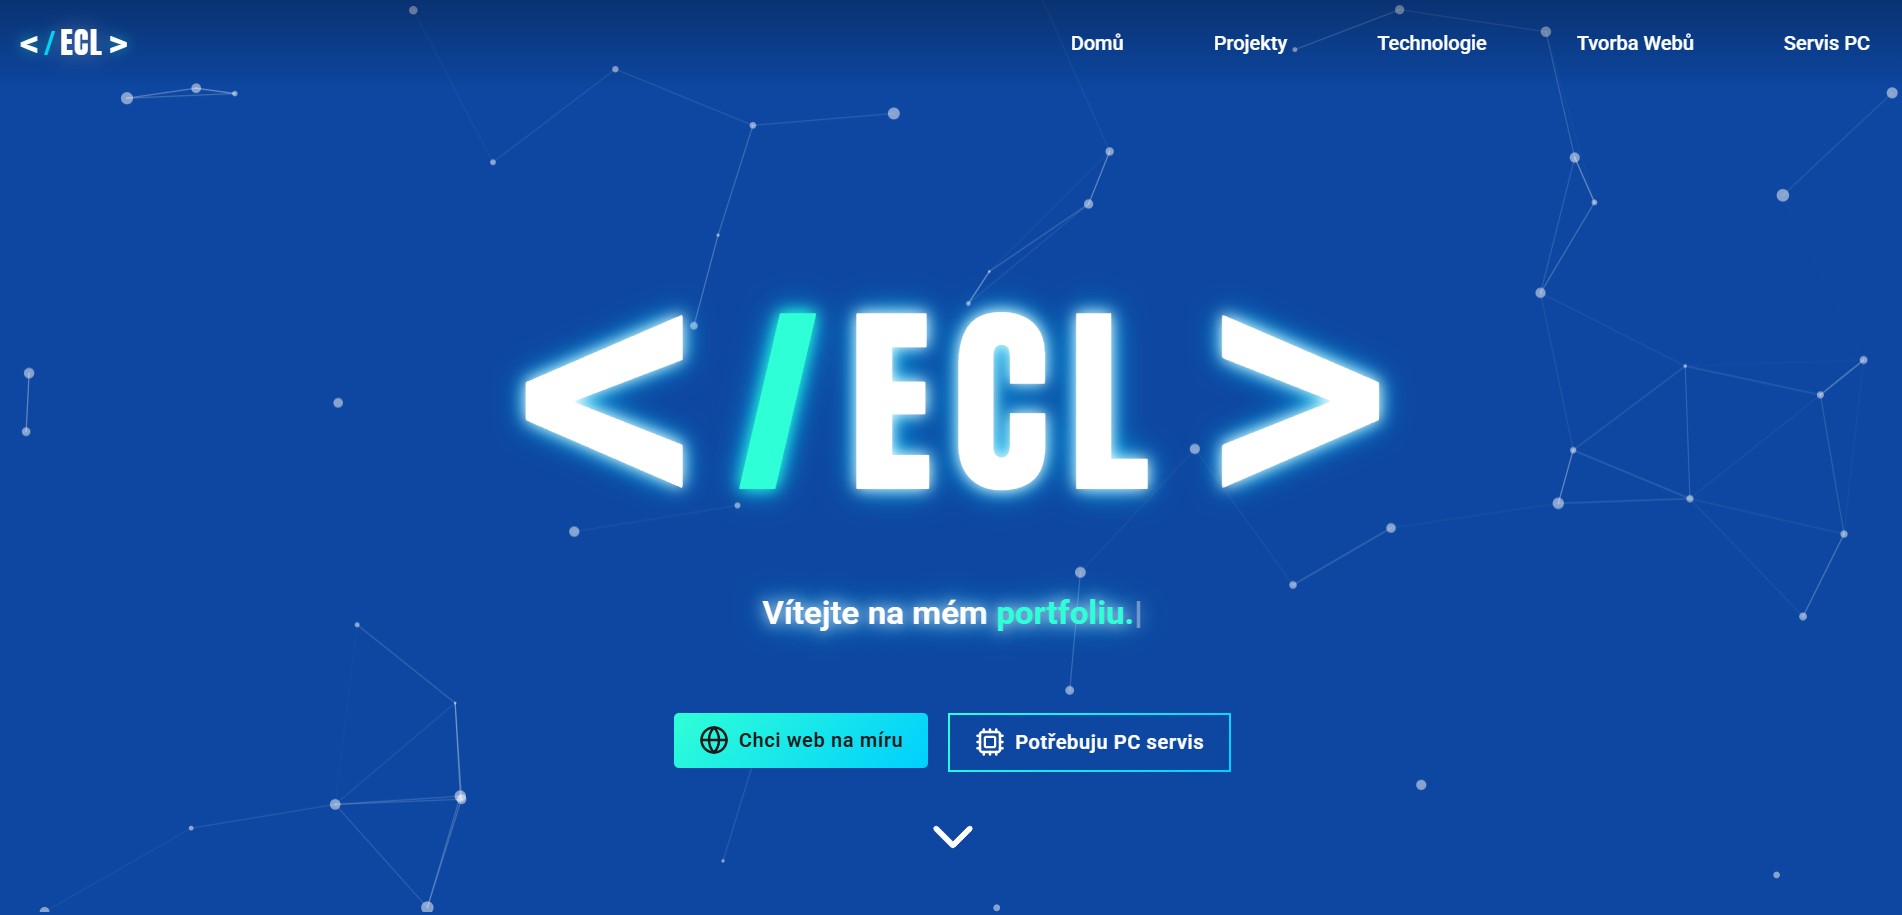 </ECL>
Domů
Projekty
Technologie
Tvorba Webů
Servis PC
</ECL>
Vítejte na mém portfoliu.|
Chci web na míru
Potřebuju PC servis